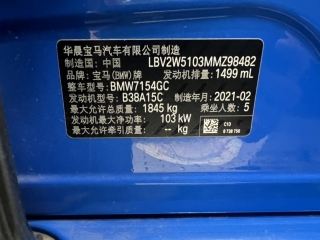 华晨宝马汽车有限公司制造
制造国：中国 LBV2W5103MMZ98482
品牌：宝马(BMW)牌 发动机排量：1499 mL
整车型号：BMW7154GC
发动机型号：B38A15C 制造年月：2021-02
最大允许总质量：1845 kg 乘坐人数：5
发动机最大净功率：103 kW
最大允许牵引质量：-- kg
C1D